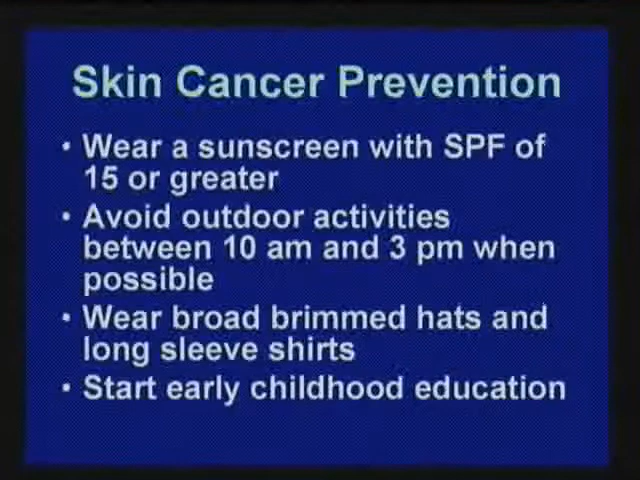 Skin Cancer Prevention
• Wear a sunscreen with SPF of
15 or greater
• Avoid outdoor activities
between 10 am and 3 pm when
possible
• Wear broad brimmed hats and
long sleeve shirts
• Start early childhood education